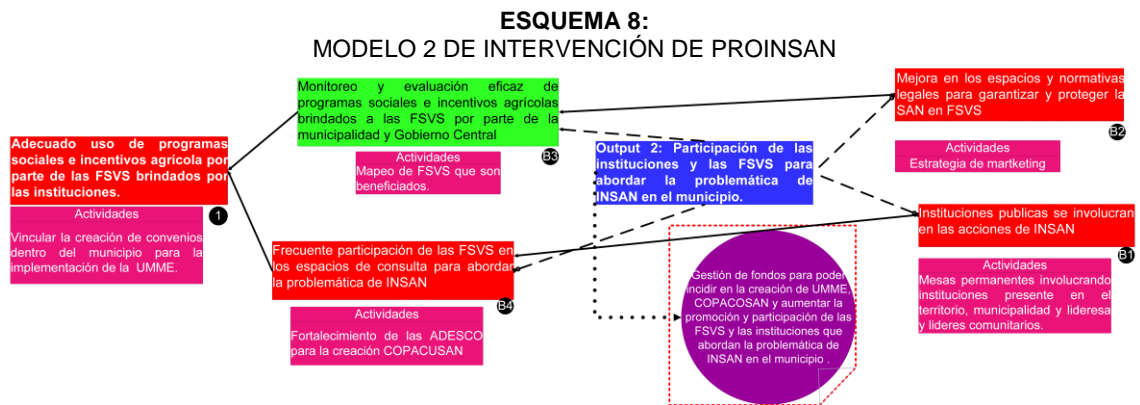 ESQUEMA 8:
MODELO 2 DE INTERVENCIÓN DE PROINSAN
Adecuado uso de programas
sociales e incentivos agrícola por
parte de las FSVS brindados por
las instituciones.
1
Actividades
Vincular la creación de convenios
dentro del municipio para la
implementación de la UMME.
Monitoreo y evaluación eficaz de
programas sociales e incentivos agrícolas
brindados a las FSVS por parte de la
municipalidad y Gobierno Central
B3
Actividades
Mapeo de FSVS que son
beneficiados.
Frecuente participación de las FSVS en
los espacios de consulta para abordar
la problemática de INSAN
B4
Actividades
Fortalecimiento de las ADESCO
para la creación COPACUSAN
Output 2: Participación de las
instituciones y las FSVS para
abordar la problemática de
INSAN en el municipio.
Gestión de fondos para poder
incidir en la creación de UMME,
COPACOSAN y aumentar la
promoción y participación de las
FSVS y las instituciones que
abordan la problemática de
INSAN en el municipio .
Mejora en los espacios y normativas
legales para garantizar y proteger la
SAN en FSVS
B2
Actividades
Estrategia de martketing
Instituciones publicas se involucran
en las acciones de INSAN
B1
Actividades
Mesas permanentes involucrando
instituciones presente en el
territorio, municipalidad y lideresa
y lideres comunitarios.